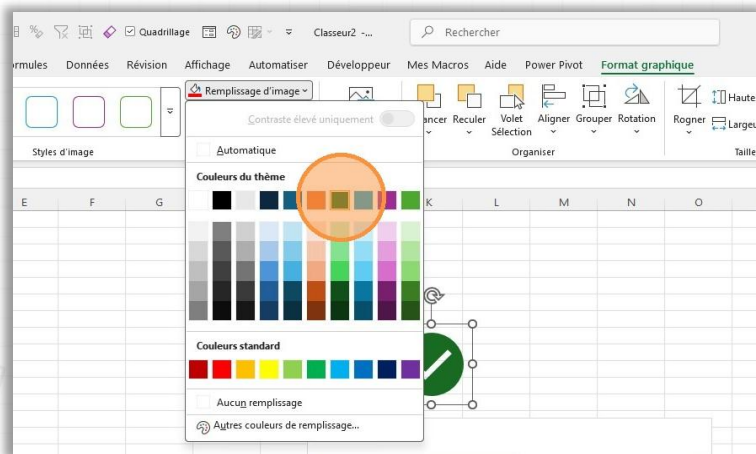 Quadrillage
Classeur2 -...
Rechercher
Données Révision Affichage Automatiser Développeur Mes Macros Aide Power Pivot Format graphique
Remplissage d'image
Reculer Volet Sélection Aligner Grouper Rotation Rogner
Styles d'image Organiser Taille
Contraste élevé uniquement
Automatique
Couleurs du thème
E F G K L M N O
Couleurs standard
Aucun remplissage
Autres couleurs de remplissage...